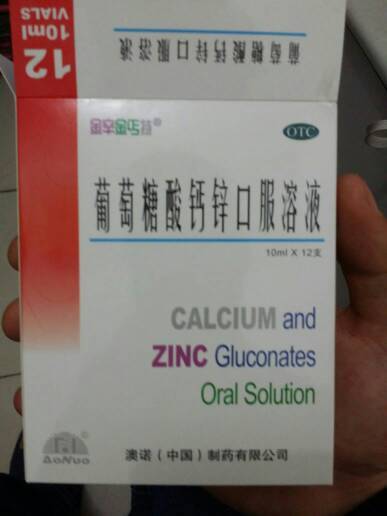 12
10ml
VIALS
葡萄糖酸钙锌口服溶液
OTC
葡萄糖酸钙锌口服溶液
10ml X 12支
CALCIUM and
ZINC Gluconates
Oral Solution
AoNuo
澳诺(中国)制药有限公司